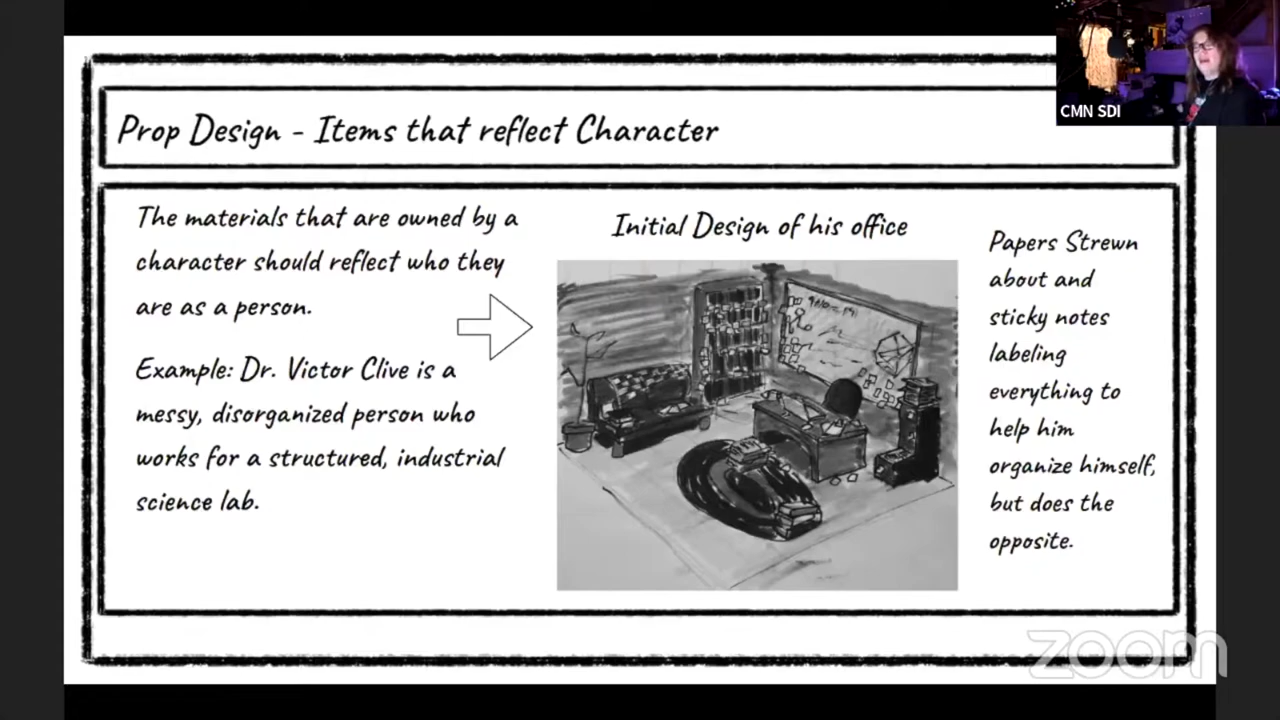 CMN SDI
Prop Design - Items that reflect Character
The materials that are owned by a
character should reflect who they
are as a person.
Example: Dr. Victor Clive is a
messy, disorganized person who
works for a structured, industrial
science lab.
Initial Design of his office
Papers Strewn
about and
sticky notes
labeling
everything to
help him
organize himself,
but does the
opposite.
zoom